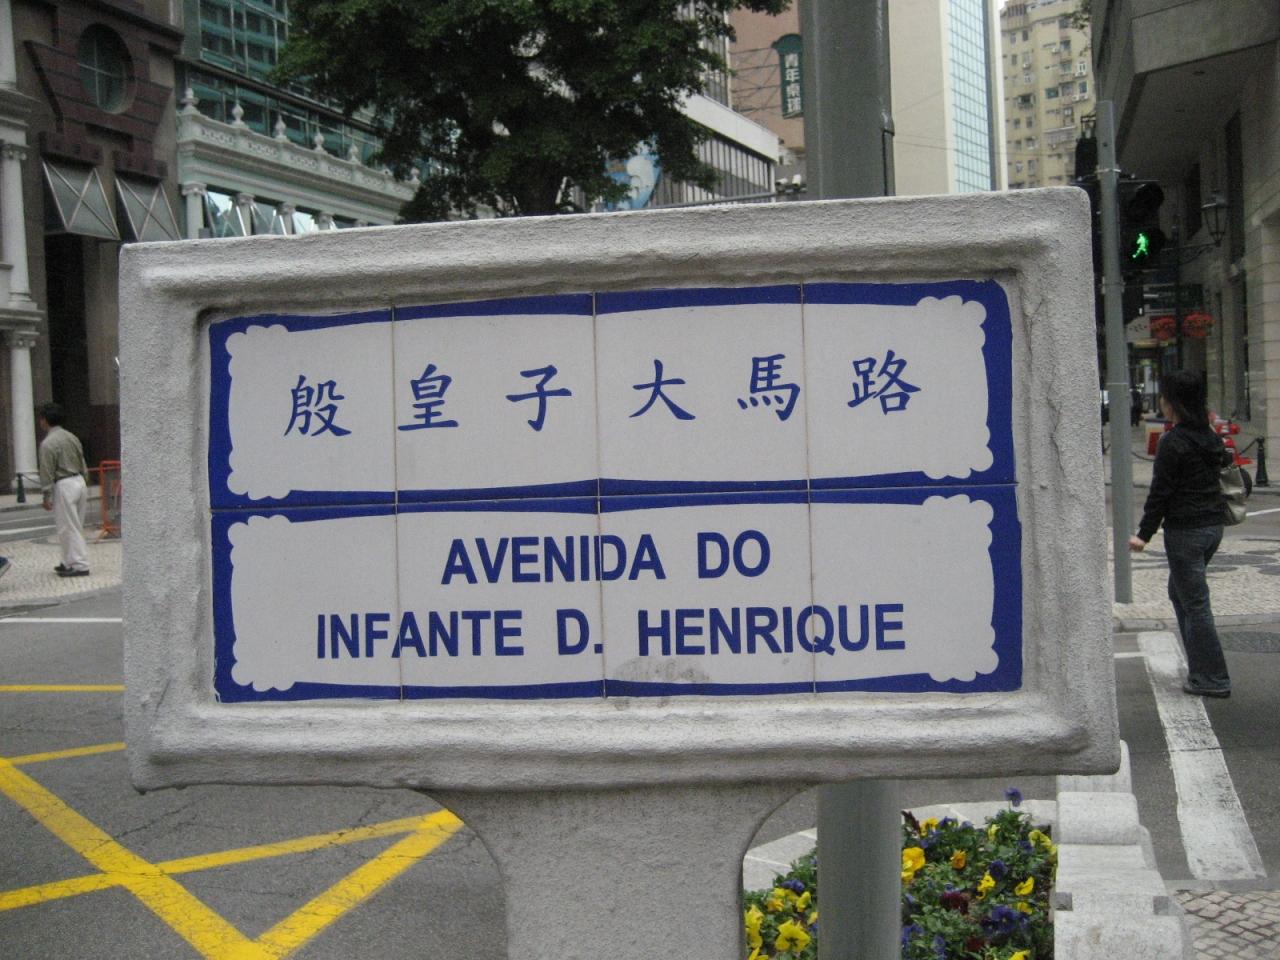 殷皇子大馬路
AVENIDA DO
INFANTE D. HENRIQUE